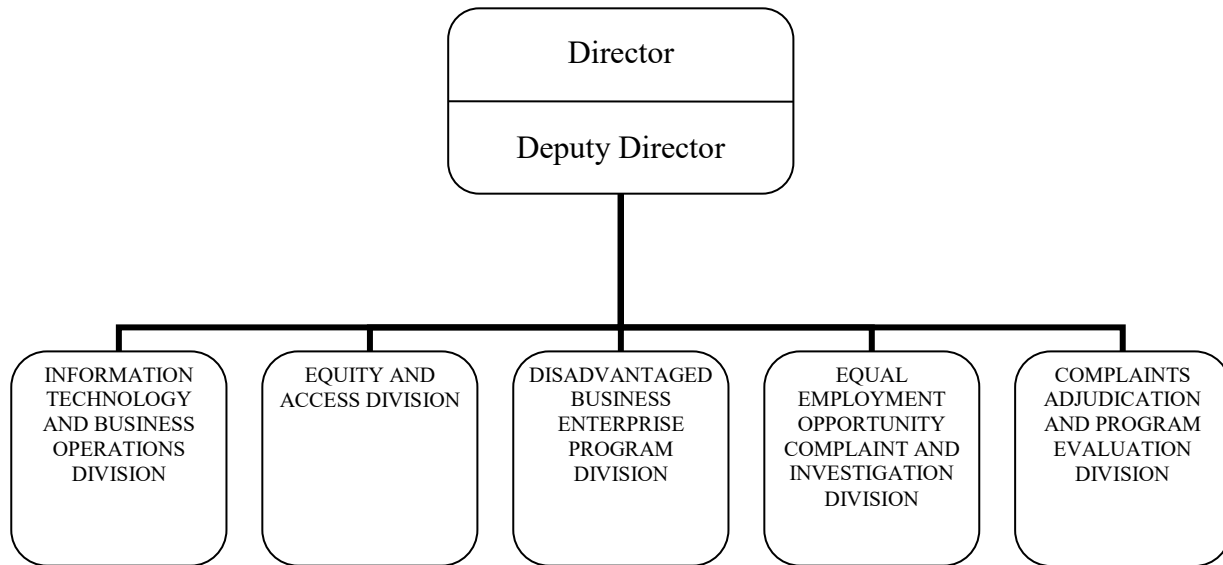 Director
Deputy Director
INFORMATION
TECHNOLOGY
AND BUSINESS
OPERATIONS
DIVISION
EQUITY AND
ACCESS DIVISION
DISADVANTAGED
BUSINESS
ENTERPRISE
PROGRAM
DIVISION
EQUAL
EMPLOYMENT
OPPORTUNITY
COMPLAINT AND
INVESTIGATION
DIVISION
COMPLAINTS
ADJUDICATION
AND PROGRAM
EVALUATION
DIVISION